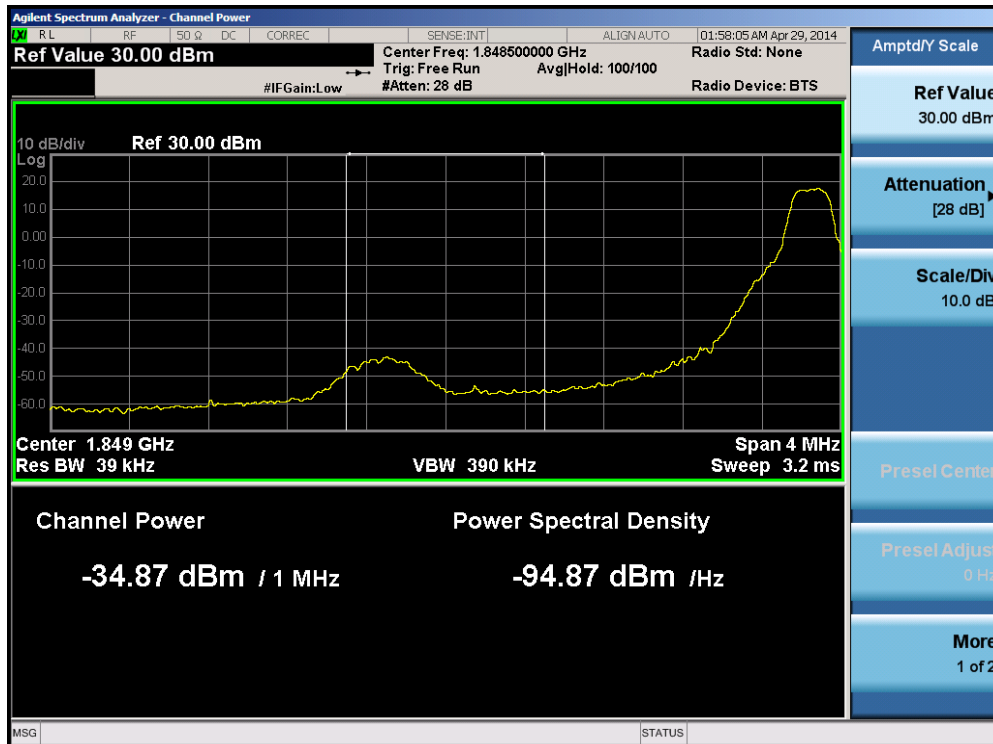 Agilent Spectrum Analyzer - Channel Power
LXI RL RF 50 Ω DC CORREC SENSE:INT ALIGN AUTO 01:58:05 AM Apr 29, 2014
Ref Value 30.00 dBm
Center Freq: 1.848500000 GHz
Radio Std: None
Trig: Free Run Avg|Hold: 100/100
#IFGain:Low
#Atten: 28 dB
Radio Device: BTS
10 dB/div Ref 30.00 dBm
Log
20.0
10.0
0.00
-10.0
-20.0
-30.0
-40.0
-50.0
-60.0
Center 1.849 GHz
Span 4 MHz
Res BW 39 kHz
VBW 390 kHz
Sweep 3.2 ms
Channel Power
Power Spectral Density
-34.87 dBm / 1 MHz
-94.87 dBm /Hz
MSG
STATUS
Amptd/Y Scale
Ref Value
30.00 dBm
Attenuation
[28 dB]
Scale/Div
10.0 dB
Presel Center
Presel Adjust
0 Hz
More
1 of 2